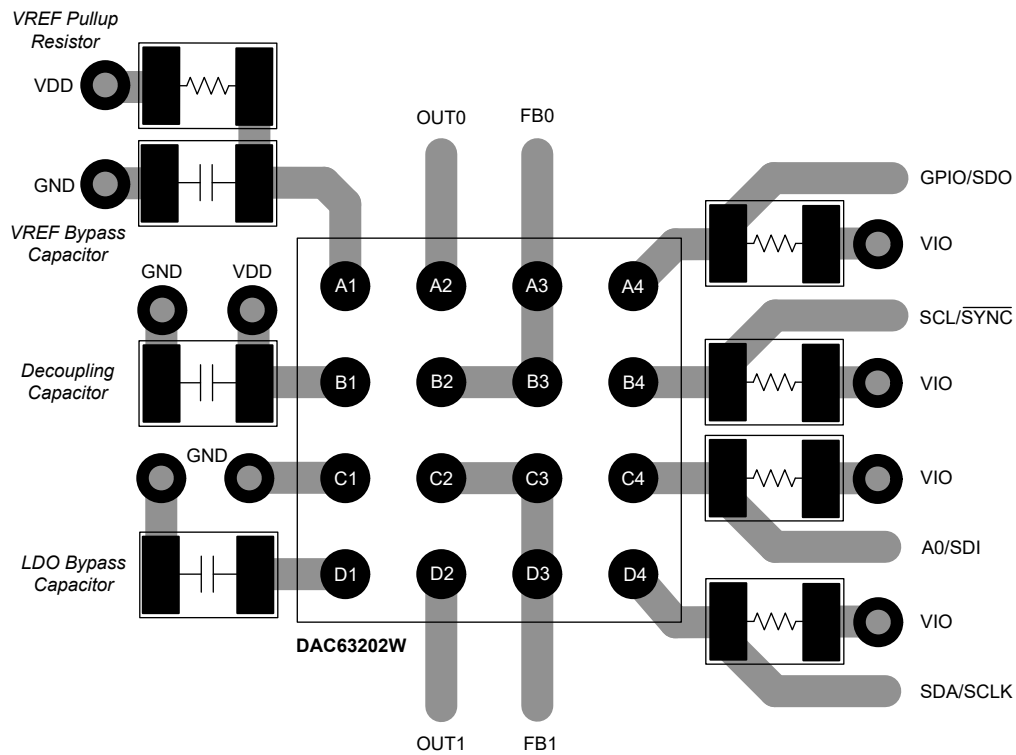 VREF Pullup
Resistor
VDD
GND
VREF Bypass
Capacitor
OUT0
FB0
GPIO/SDO
VIO
GND
VDD
A1
A2
A3
A4
SCL/SYNC
Decoupling
Capacitor
B1
B2
B3
B4
VIO
GND
C1
C2
C3
C4
VIO
A0/SDI
LDO Bypass
Capacitor
D1
D2
D3
D4
VIO
DAC63202W
SDA/SCLK
OUT1
FB1